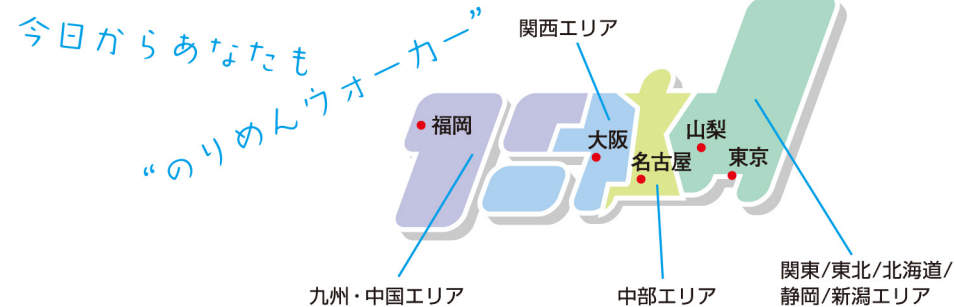 今日からあなたも
“のりめんウォーカー”
関西エリア
福岡
大阪
名古屋
山梨
東京
九州・中国エリア
中部エリア
関東/東北/北海道/
静岡/新潟エリア